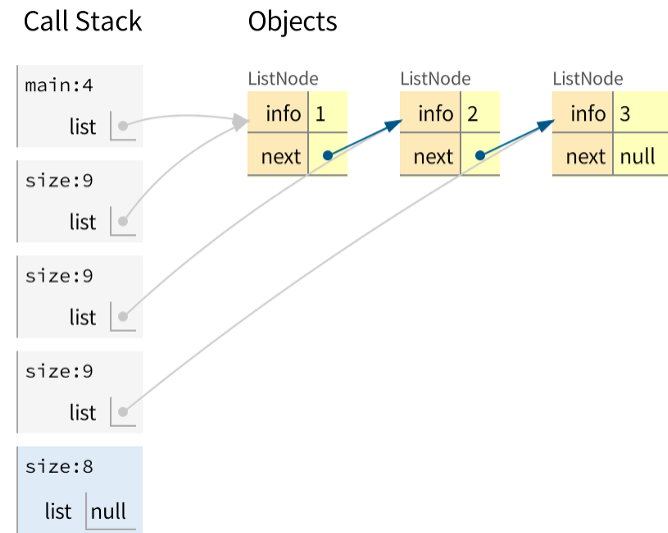 Call Stack
Objects
main:4
list
size:9
list
size:9
list
size:9
list
size:8
list null
ListNode
info 1
next
ListNode
info 2
next
ListNode
info 3
next null